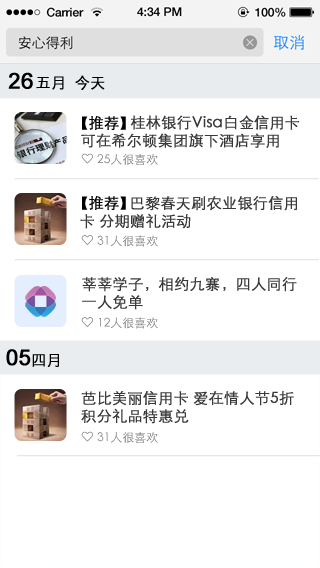 Carrier 4:34 PM 100%
安心得利 取消
26 五月 今天
【推荐】桂林银行Visa白金信用卡
可在希尔顿集团旗下酒店享用
25人很喜欢
【推荐】巴黎春天刷农业银行信用
卡 分期赠礼活动
31人很喜欢
莘莘学子，相约九寨，四人同行
一人免单
12人很喜欢
05四月
芭比美丽信用卡 爱在情人节5折
积分礼品特惠兑
31人很喜欢